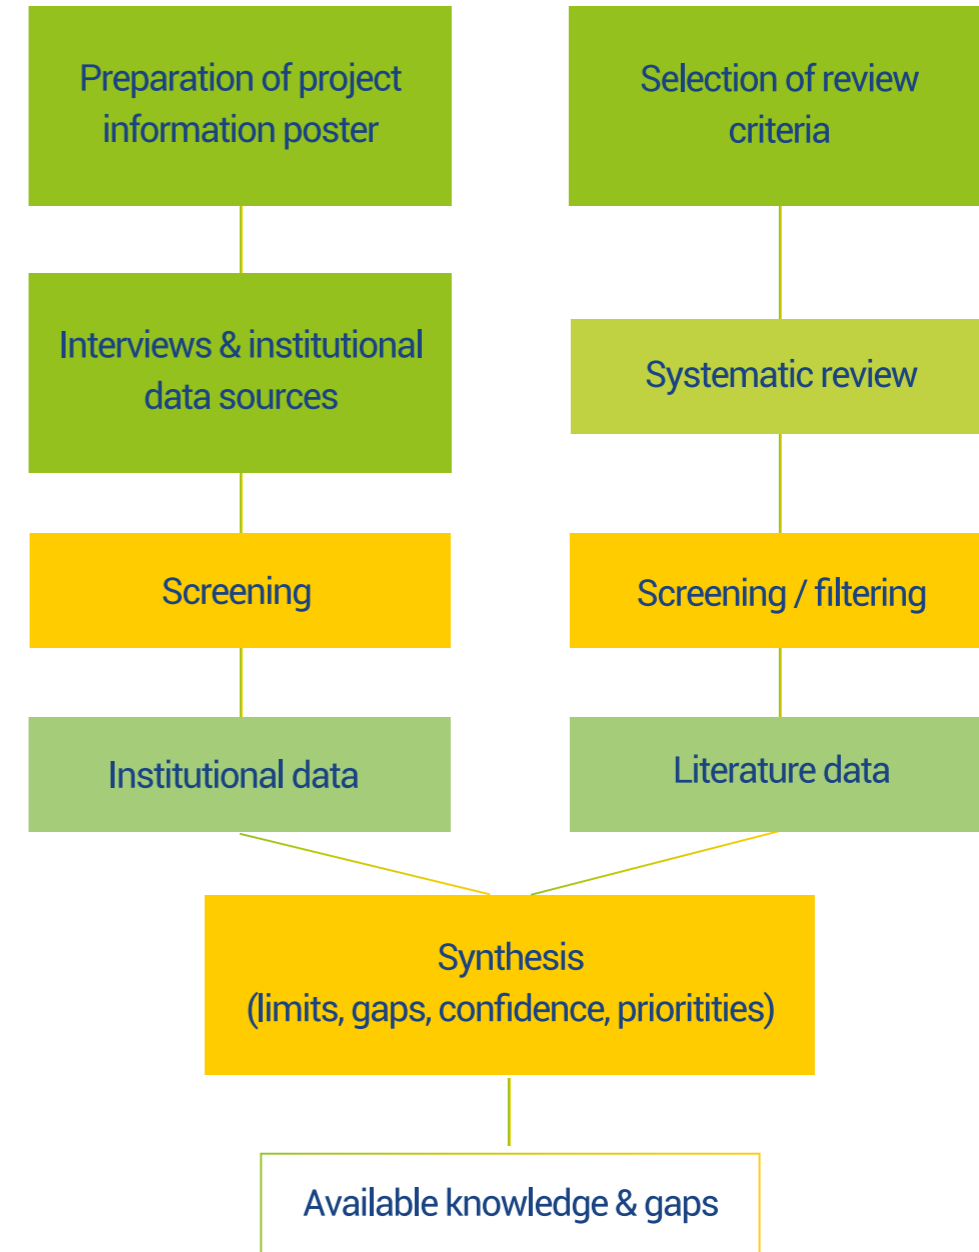 Preparation of project
information poster
Selection of review
criteria
Interviews & institutional
data sources
Systematic review
Screening
Screening / filtering
Institutional data
Literature data
Synthesis
(limits, gaps, confidence, prioritities)
Available knowledge & gaps